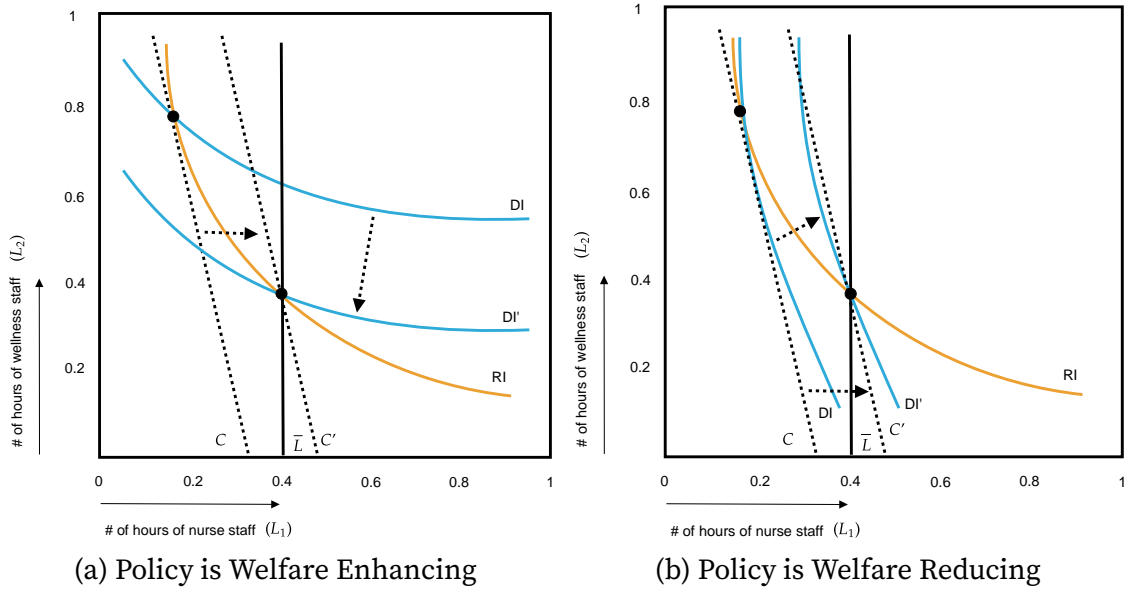 1
0.8
0.6
0.4
0.2
# of hours of wellness staff (L₂)
DI
DI'
RI
C
L̅
C′
0 0.2 0.4 0.6 0.8 1
# of hours of nurse staff (L₁)
(a) Policy is Welfare Enhancing
1
0.8
0.6
0.4
0.2
# of hours of wellness staff (L₂)
RI
DI
DI'
C
L̅
C′
0 0.2 0.4 0.6 0.8 1
# of hours of nurse staff (L₁)
(b) Policy is Welfare Reducing